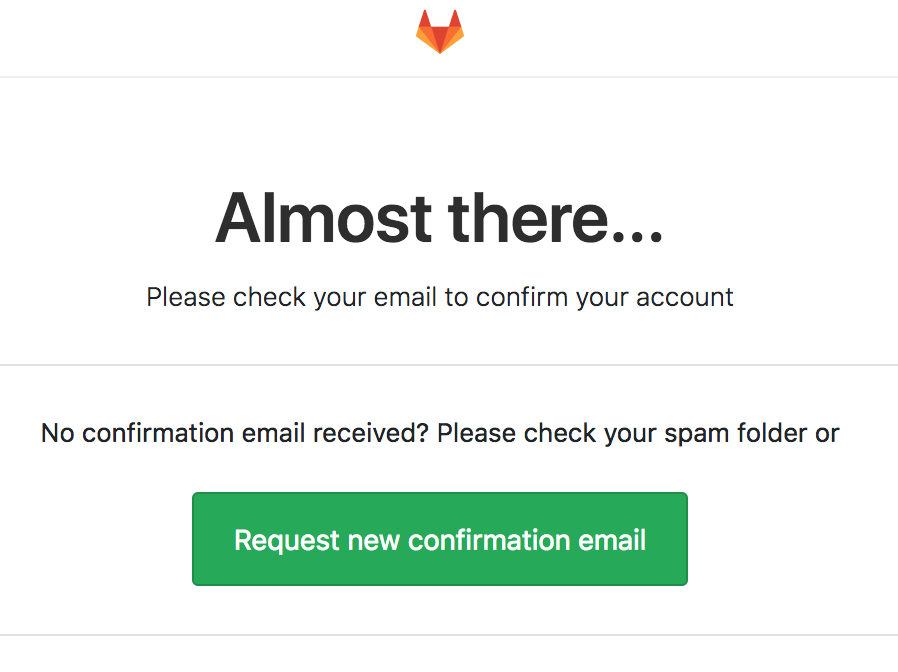 Almost there...
Please check your email to confirm your account
No confirmation email received? Please check your spam folder or
Request new confirmation email